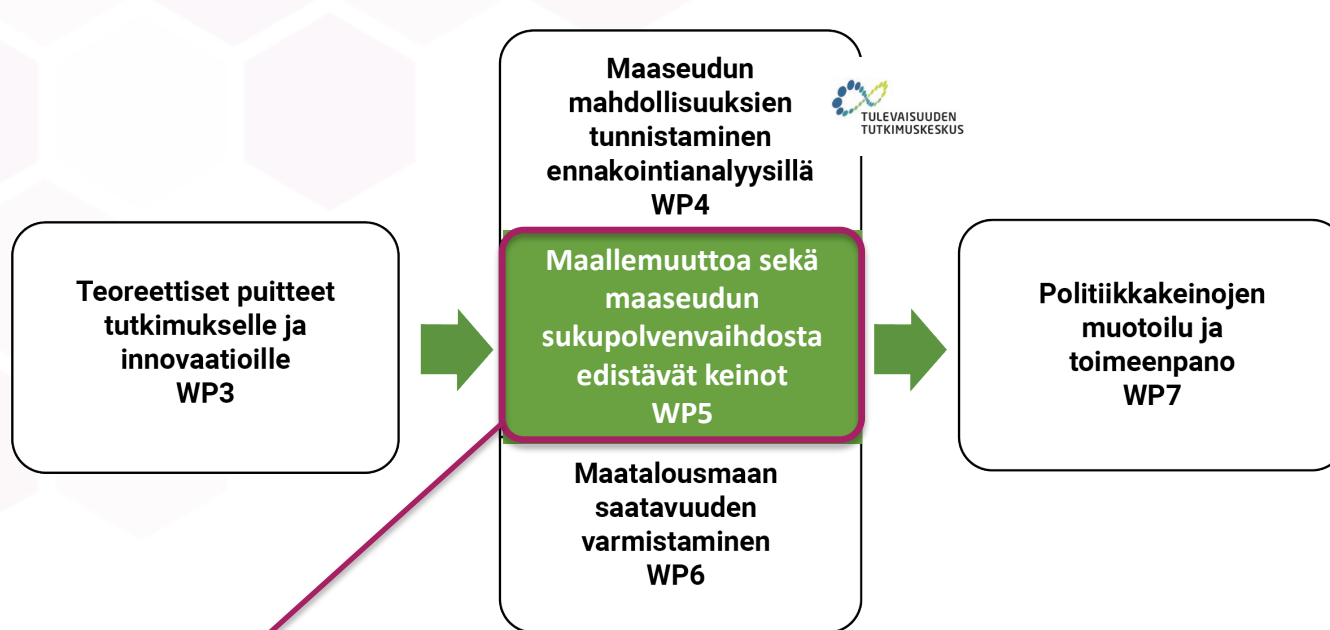 Maaseudun
mahdollisuuksien
tunnistaminen
ennakointianalysillä
WP4
TULEVAISUUDEN
TUTKIMUSKESKUS
Teoreettiset puitteet
tutkimukselle ja
innovaatioille
WP3
Maallemuuttoa sekä
maaseudun
sukupolvenvaihdosta
edistävät keinot
WP5
Politiikkakeinojen
muotoilu ja
toimeenpano
WP7
Maatalousmaan
saatavuuden
varmistaminen
WP6